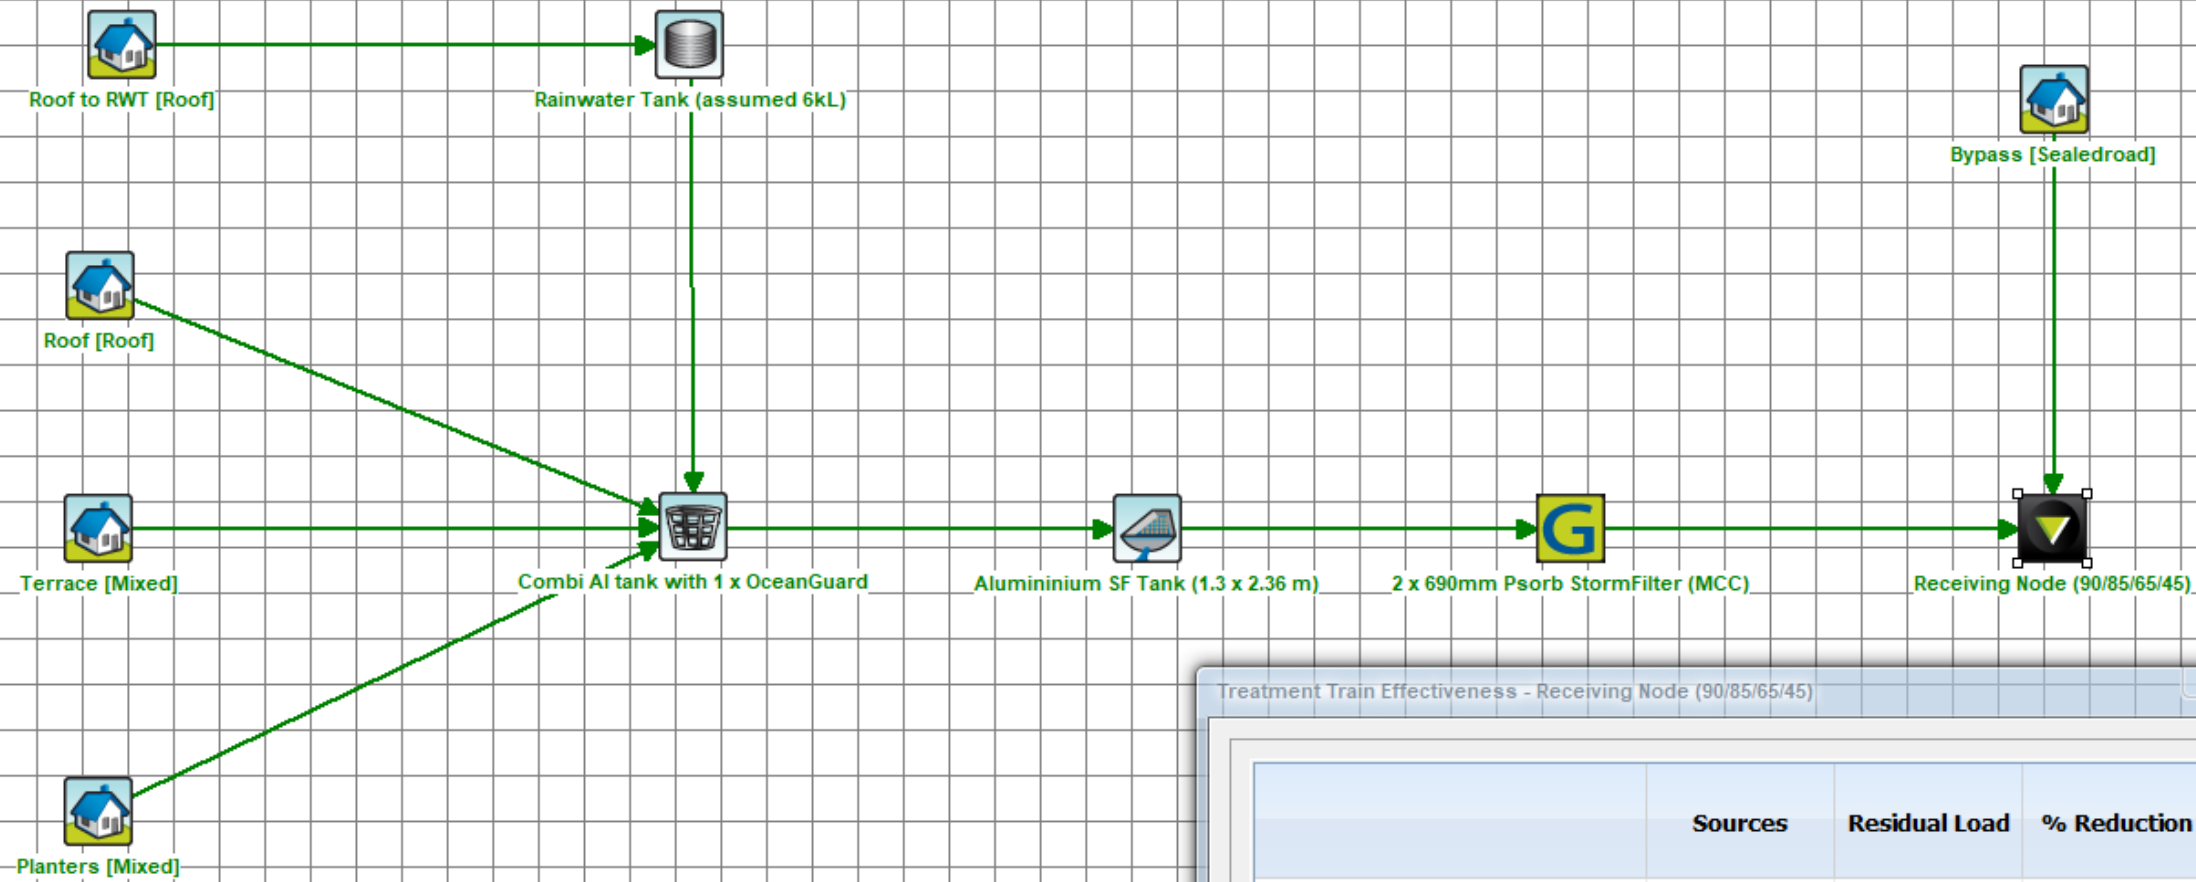 Roof to RWT [Roof]
Rainwater Tank (assumed 6kL)
Bypass [Sealedroad]
Roof [Roof]
Terrace [Mixed]
Combi Al tank with 1 x OceanGuard
Alumininium SF Tank (1.3 x 2.36 m)
G
2 x 690mm Psorb StormFilter (MCC)
Receiving Node (90/85/65/45)
Planters [Mixed]
Treatment Train Effectiveness - Receiving Node (90/85/65/45)
Sources Residual Load % Reduction